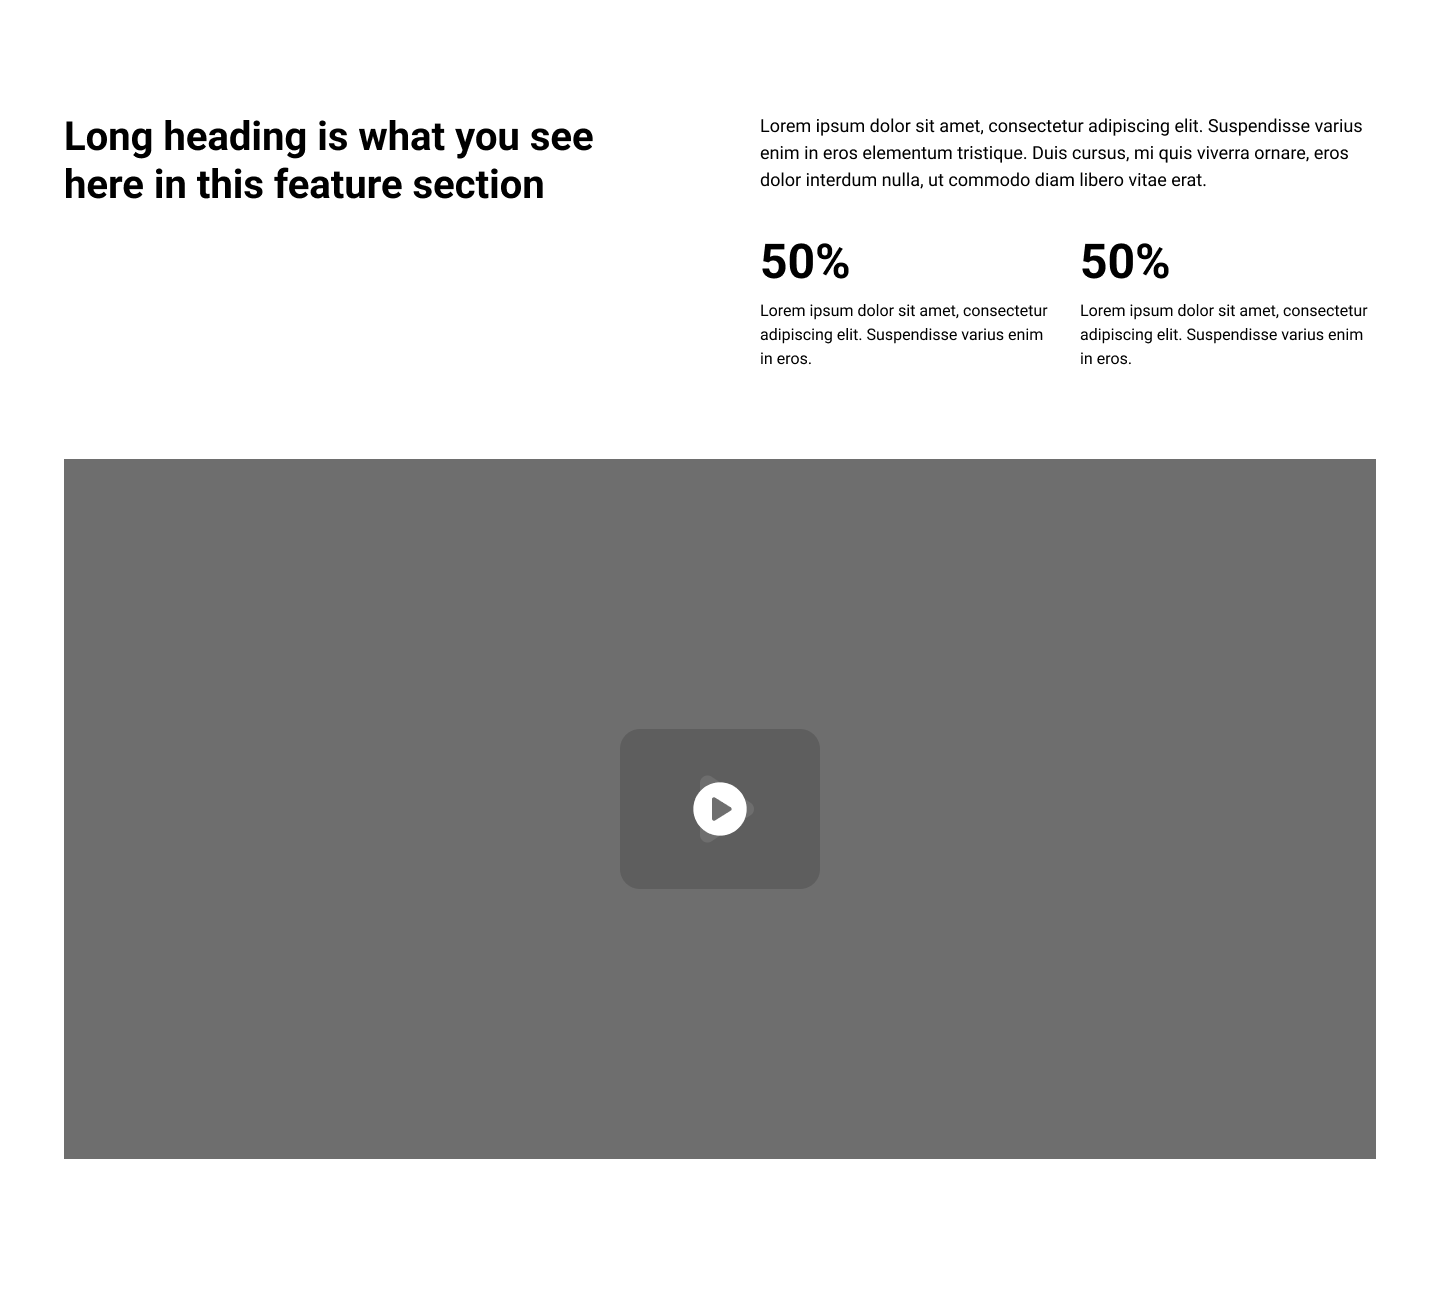 Long heading is what you see
here in this feature section
Lorem ipsum dolor sit amet, consectetur adipiscing elit. Suspendisse varius
enim in eros elementum tristique. Duis cursus, mi quis viverra ornare, eros
dolor interdum nulla, ut commodo diam libero vitae erat.
50%
Lorem ipsum dolor sit amet, consectetur
adipiscing elit. Suspendisse varius enim
in eros.
50%
Lorem ipsum dolor sit amet, consectetur
adipiscing elit. Suspendisse varius enim
in eros.